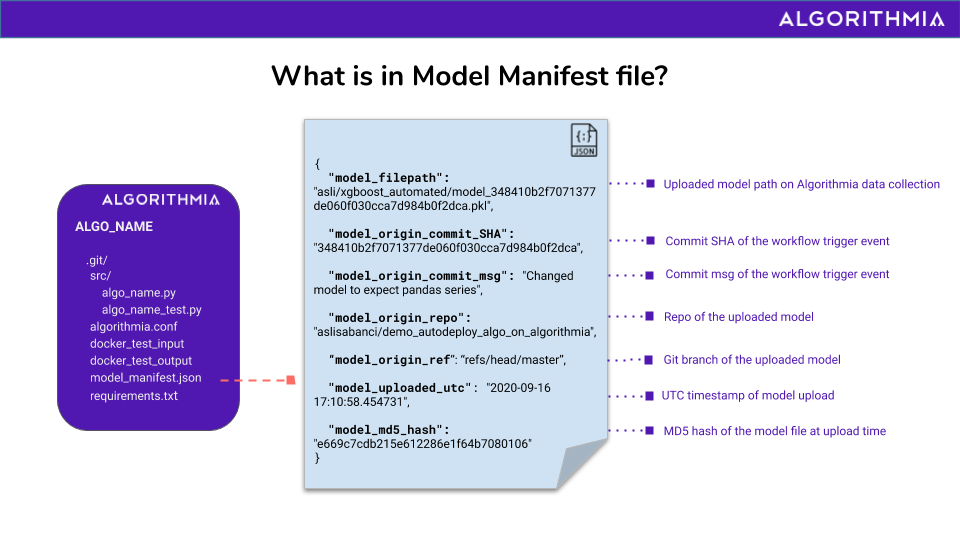 ALGORITHMIA
What is in Model Manifest file?
ALGORITHMIA
ALGO_NAME
.git/
src/
algo_name.py
algo_name_test.py
algorithmia.conf
docker_test_input
docker_test_output
model_manifest.json
requirements.txt
{:}
JSON
{
"model_filepath":
"asli/xgboost_automated/model_348410b2f7071377
de060f030cca7d984b0f2dca.pkl",
"model_origin_commit_SHA":
"348410b2f7071377de060f030cca7d984b0f2dca",
"model_origin_commit_msg": "Changed
model to expect pandas series",
"model_origin_repo":
"aslisabanci/demo_autodeploy_algo_on_algorithmia",
"model_origin_ref": “refs/head/master”,
"model_uploaded_utc": "2020-09-16
17:10:58.454731",
"model_md5_hash":
"e669c7cdb215e612286e1f64b7080106"
}
Uploaded model path on Algorithmia data collection
Commit SHA of the workflow trigger event
Commit msg of the workflow trigger event
Repo of the uploaded model
Git branch of the uploaded model
UTC timestamp of model upload
MD5 hash of the model file at upload time